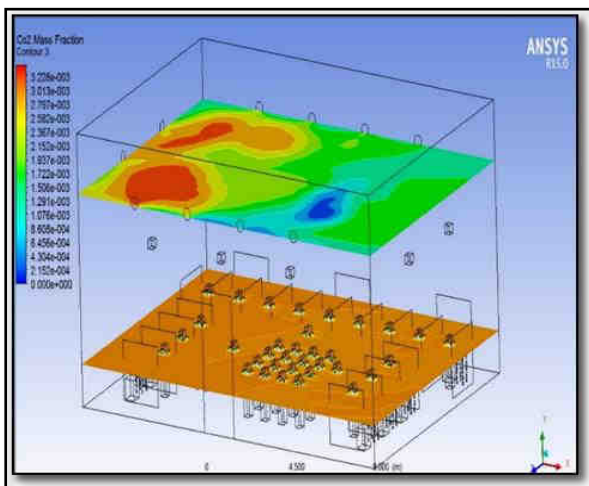 Co2 Mass Fraction
Contour 3
3.228e-003
3.013e-003
2.797e-003
2.582e-003
2.367e-003
2.152e-003
1.937e-003
1.722e-003
1.506e-003
1.291e-003
1.076e-003
8.608e-004
6.456e-004
4.304e-004
2.152e-004
0.000e+000
ANSYS
R15.0
0 4.500 9.000 (m)
Y
X